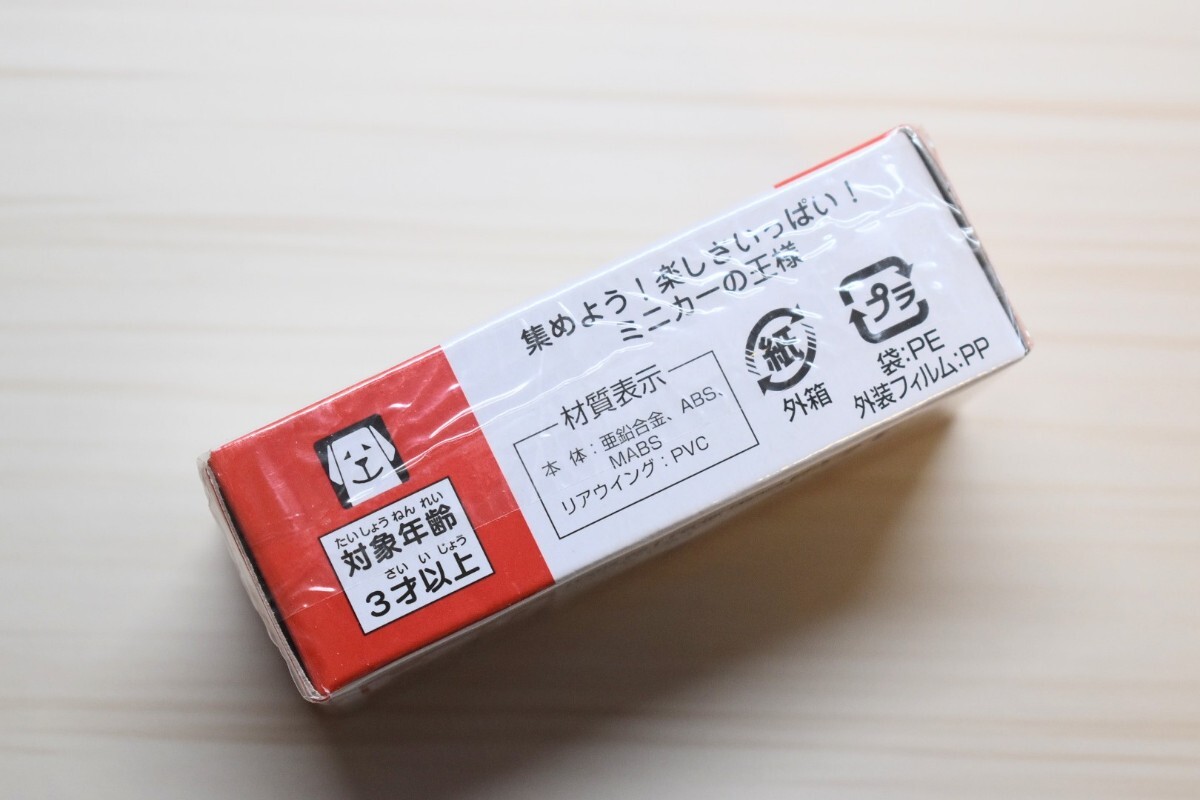 集めよう！楽しさいっぱい！
ミニカーの王様
材質表示
本体：亜鉛合金、ABS、
MABS
リアウイング：PVC
紙
外箱
プラ
袋:PE
外装フィルム:PP
たいしょうねんれい
対象年齢
さいいじょう
3才以上